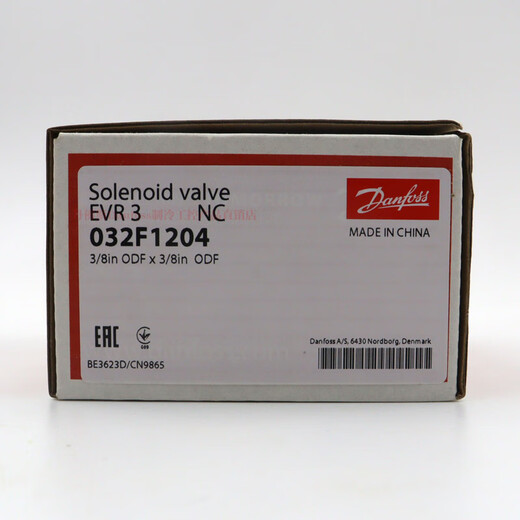 Solenoid valve
EVR 3 NC
032F1204
3/8in ODF x 3/8in ODF
Danfoss
MADE IN CHINA
EAC
Danfoss A/S, 6430 Nordborg, Denmark
BE3623D/CN9865